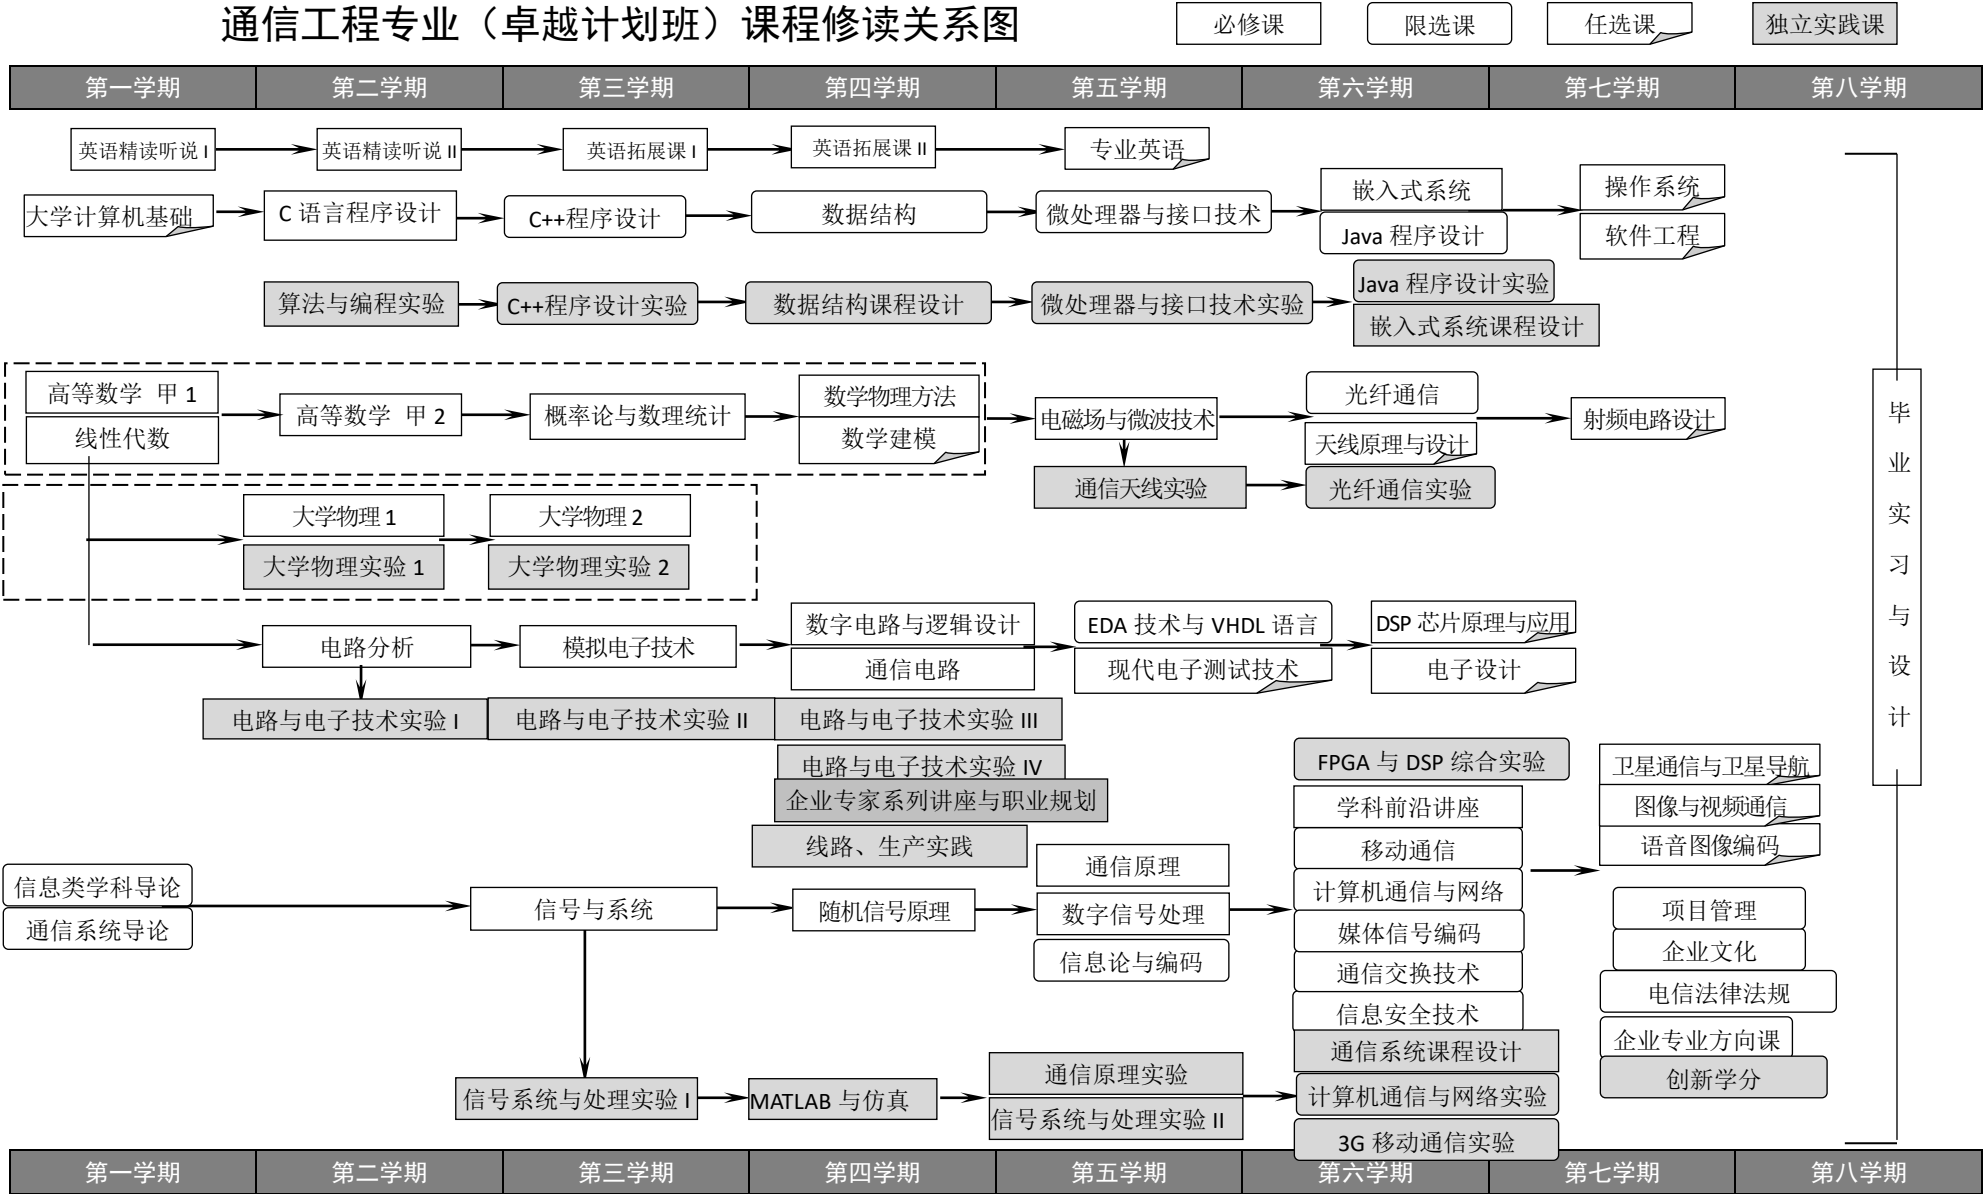 通信工程专业（卓越计划班）课程修读关系图
必修课
限选课
任选课
独立实践课
第一学期
第二学期
第三学期
第四学期
第五学期
第六学期
第七学期
第八学期
英语精读听说 I
英语精读听说 II
英语拓展课 I
英语拓展课 II
专业英语
大学计算机基础
C 语言程序设计
C++程序设计
数据结构
微处理器与接口技术
嵌入式系统
Java 程序设计
操作系统
软件工程
算法与编程实验
C++程序设计实验
数据结构课程设计
微处理器与接口技术实验
Java 程序设计实验
嵌入式系统课程设计
高等数学 甲 1
线性代数
高等数学 甲 2
概率论与数理统计
数学物理方法
数学建模
电磁场与微波技术
光纤通信
天线原理与设计
射频电路设计
通信天线实验
光纤通信实验
大学物理 1
大学物理实验 1
大学物理 2
大学物理实验 2
电路分析
模拟电子技术
数字电路与逻辑设计
通信电路
EDA 技术与 VHDL 语言
现代电子测试技术
DSP 芯片原理与应用
电子设计
电路与电子技术实验 I
电路与电子技术实验 II
电路与电子技术实验 III
电路与电子技术实验 IV
企业专家系列讲座与职业规划
线路、生产实践
FPGA 与 DSP 综合实验
学科前沿讲座
移动通信
计算机通信与网络
媒体信号编码
通信交换技术
信息安全技术
通信系统课程设计
计算机通信与网络实验
3G 移动通信实验
卫星通信与卫星导航
图像与视频通信
语音图像编码
项目管理
企业文化
电信法律法规
企业专业方向课
创新学分
信息类学科导论
通信系统导论
信号与系统
随机信号原理
通信原理
数字信号处理
信息论与编码
信号系统与处理实验 I
MATLAB 与仿真
通信原理实验
信号系统与处理实验 II
毕业实习与设计
第一学期
第二学期
第三学期
第四学期
第五学期
第六学期
第七学期
第八学期